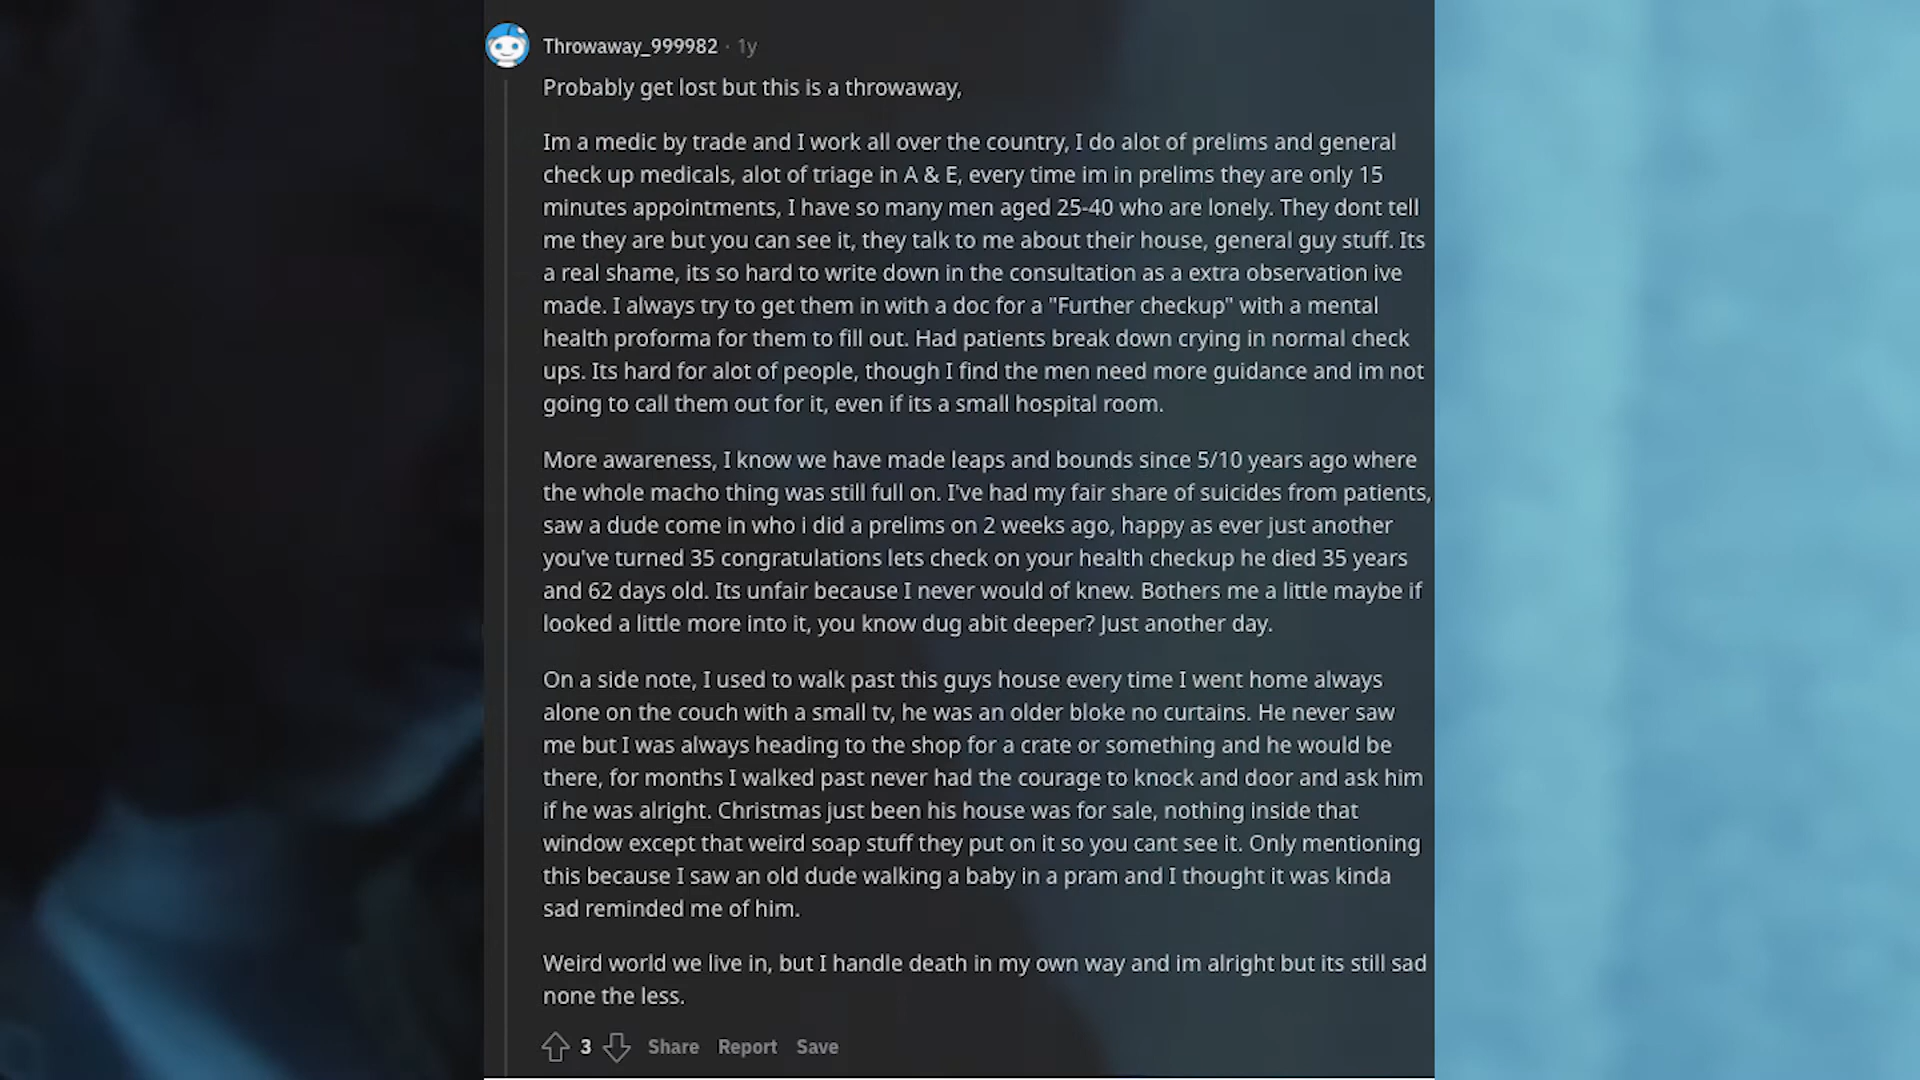 Throwaway_999982 · 1y
Probably get lost but this is a throwaway,
Im a medic by trade and I work all over the country, I do alot of prelims and general
check up medicals, alot of triage in A & E, every time im in prelims they are only 15
minutes appointments, I have so many men aged 25-40 who are lonely. They dont tell
me they are but you can see it, they talk to me about their house, general guy stuff. Its
a real shame, its so hard to write down in the consultation as a extra observation ive
made. I always try to get them in with a doc for a "Further checkup" with a mental
health proforma for them to fill out. Had patients break down crying in normal check
ups. Its hard for alot of people, though I find the men need more guidance and im not
going to call them out for it, even if its a small hospital room.
More awareness, I know we have made leaps and bounds since 5/10 years ago where
the whole macho thing was still full on. I've had my fair share of suicides from patients,
saw a dude come in who i did a prelims on 2 weeks ago, happy as ever just another
you've turned 35 congratulations lets check on your health checkup he died 35 years
and 62 days old. Its unfair because I never would of knew. Bothers me a little maybe if
looked a little more into it, you know dug abit deeper? Just another day.
On a side note, I used to walk past this guys house every time I went home always
alone on the couch with a small tv, he was an older bloke no curtains. He never saw
me but I was always heading to the shop for a crate or something and he would be
there, for months I walked past never had the courage to knock and door and ask him
if he was alright. Christmas just been his house was for sale, nothing inside that
window except that weird soap stuff they put on it so you cant see it. Only mentioning
this because I saw an old dude walking a baby in a pram and I thought it was kinda
sad reminded me of him.
Weird world we live in, but I handle death in my own way and im alright but its still sad
none the less.
3 Share Report Save